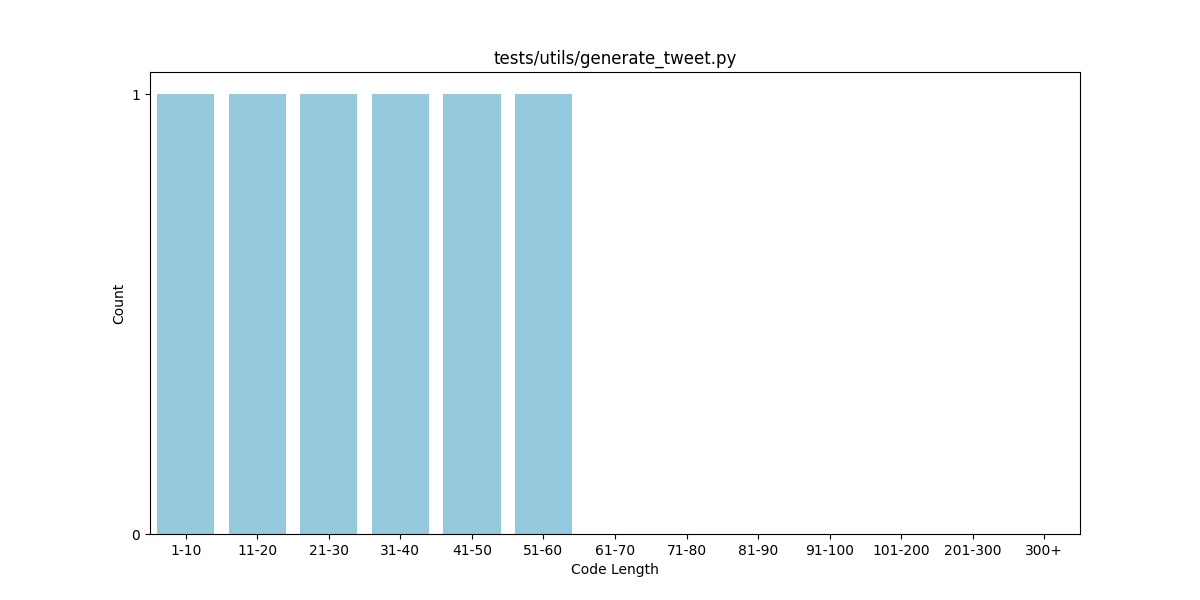 tests/utils/generate_tweet.py
1
Count
0
1-10 11-20 21-30 31-40 41-50 51-60 61-70 71-80 81-90 91-100 101-200 201-300 300+
Code Length